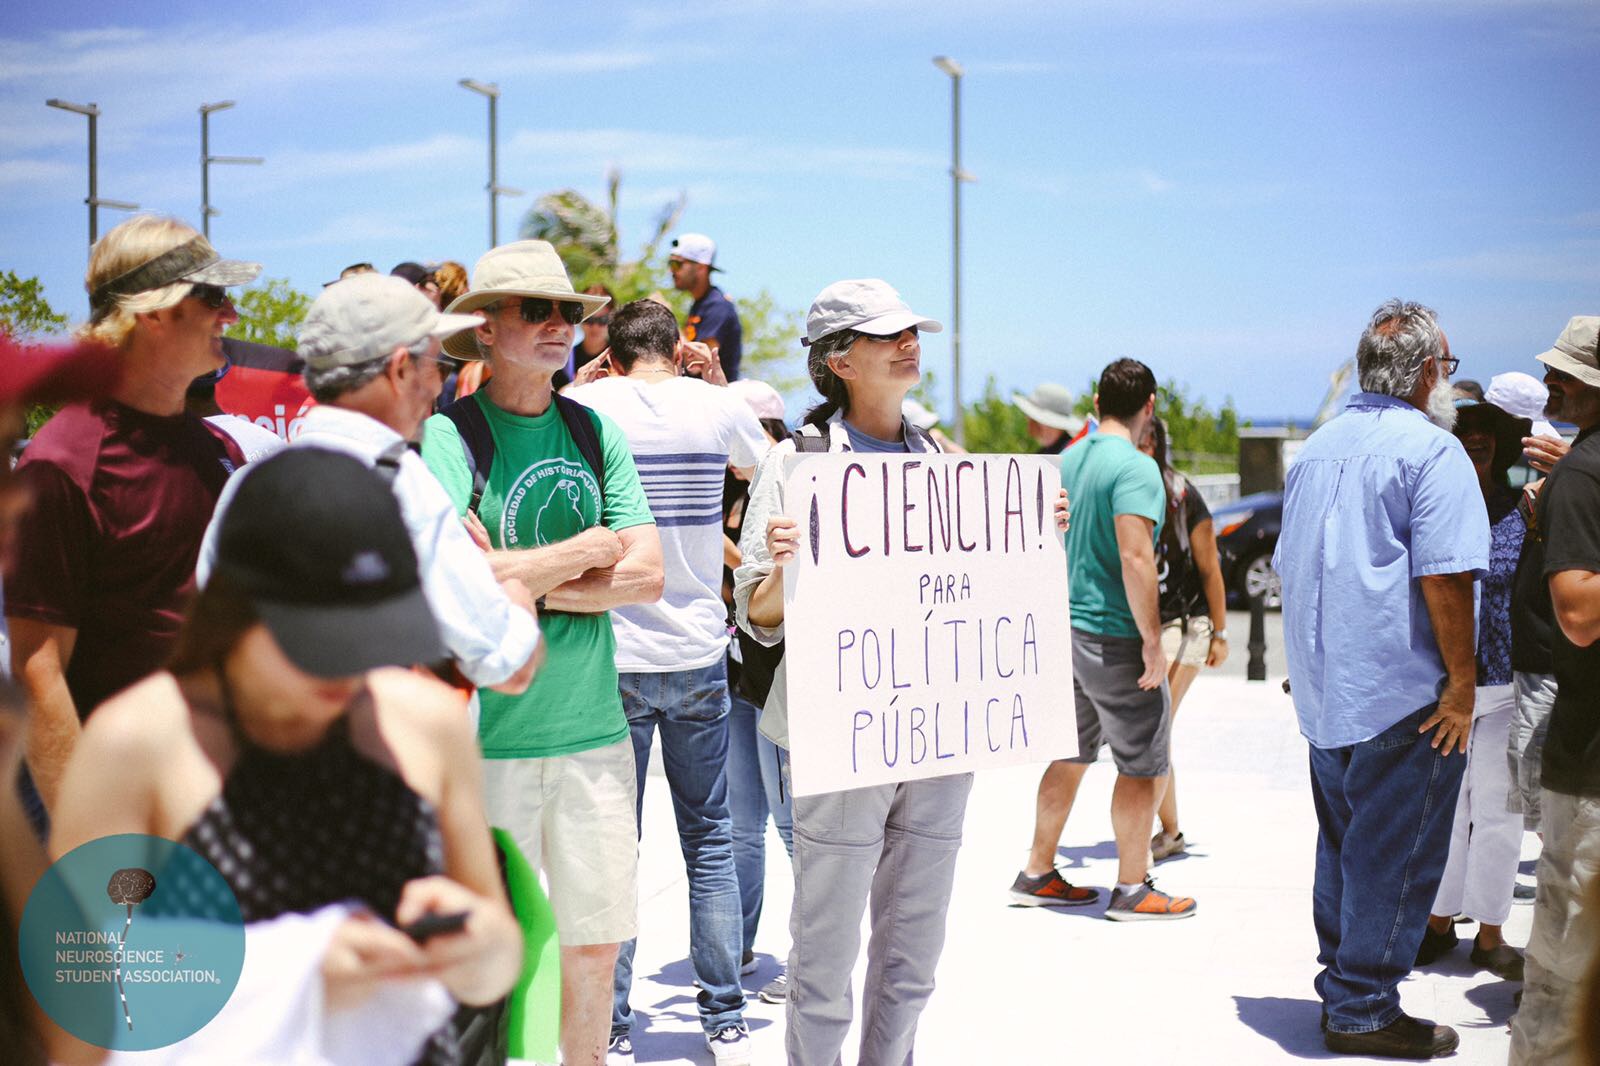 ¡CIENCIA!
PARA
POLÍTICA
PÚBLICA
SOCIEDAD DE HISTORIA NATURAL
NATIONAL
NEUROSCIENCE
STUDENT ASSOCIATION®